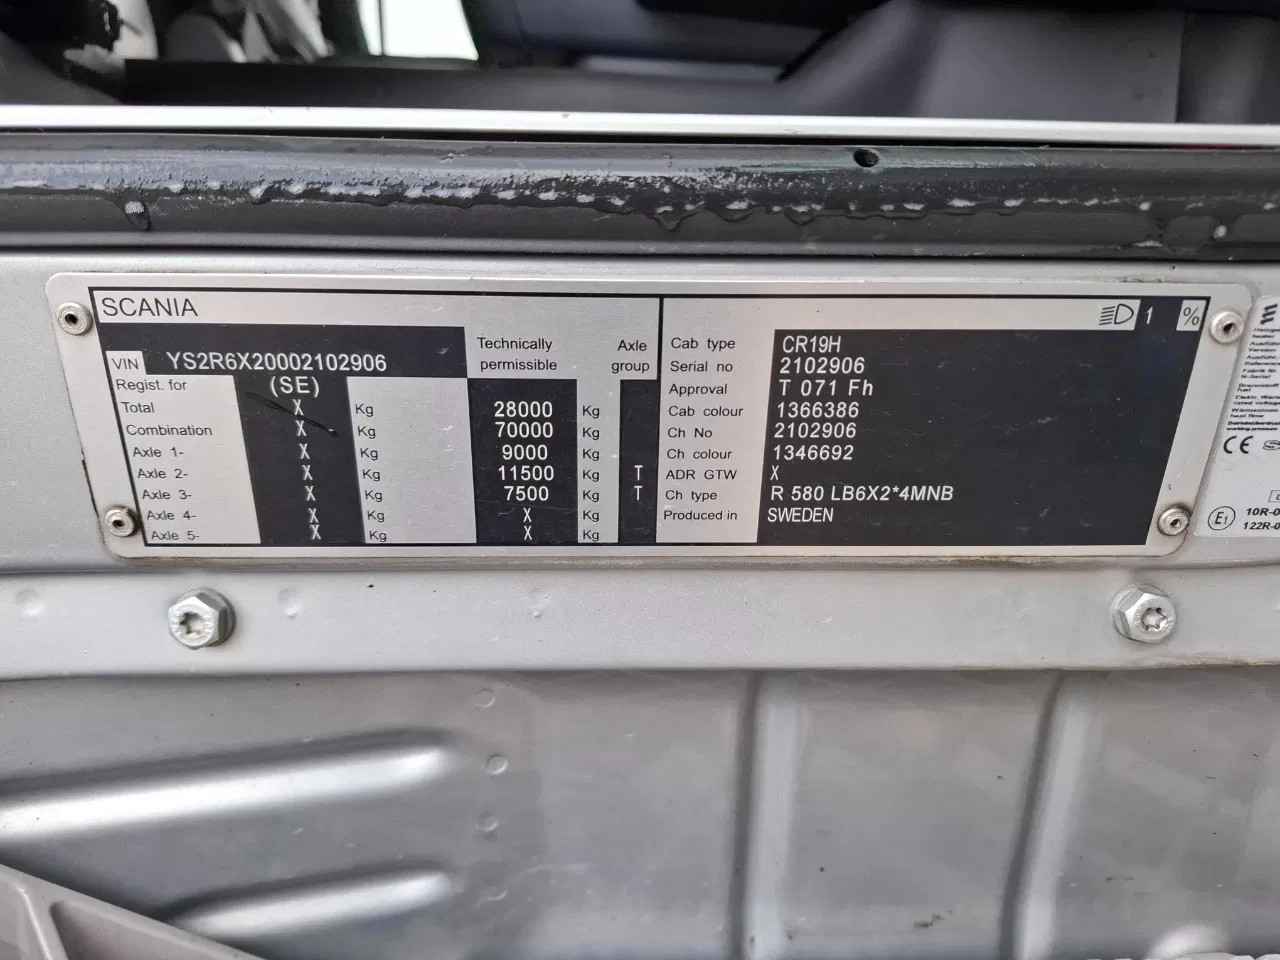 SCANIA 1 %
VIN YS2R6X20002102906
Technically permissible
Axle group
Regist. for (SE)
Total X Kg 28000 Kg
Combination X Kg 70000 Kg
Axle 1- X Kg 9000 Kg
Axle 2- X Kg 11500 Kg T
Axle 3- X Kg 7500 Kg T
Axle 4- X Kg X Kg
Axle 5- X Kg X Kg
Cab type CR19H
Serial no 2102906
Approval T 071 Fh
Cab colour 1366386
Ch No 2102906
Ch colour 1346692
ADR GTW X
Ch type R 580 LB6X2*4MNB
Produced in SWEDEN
CE
E1
10R-0
122R-